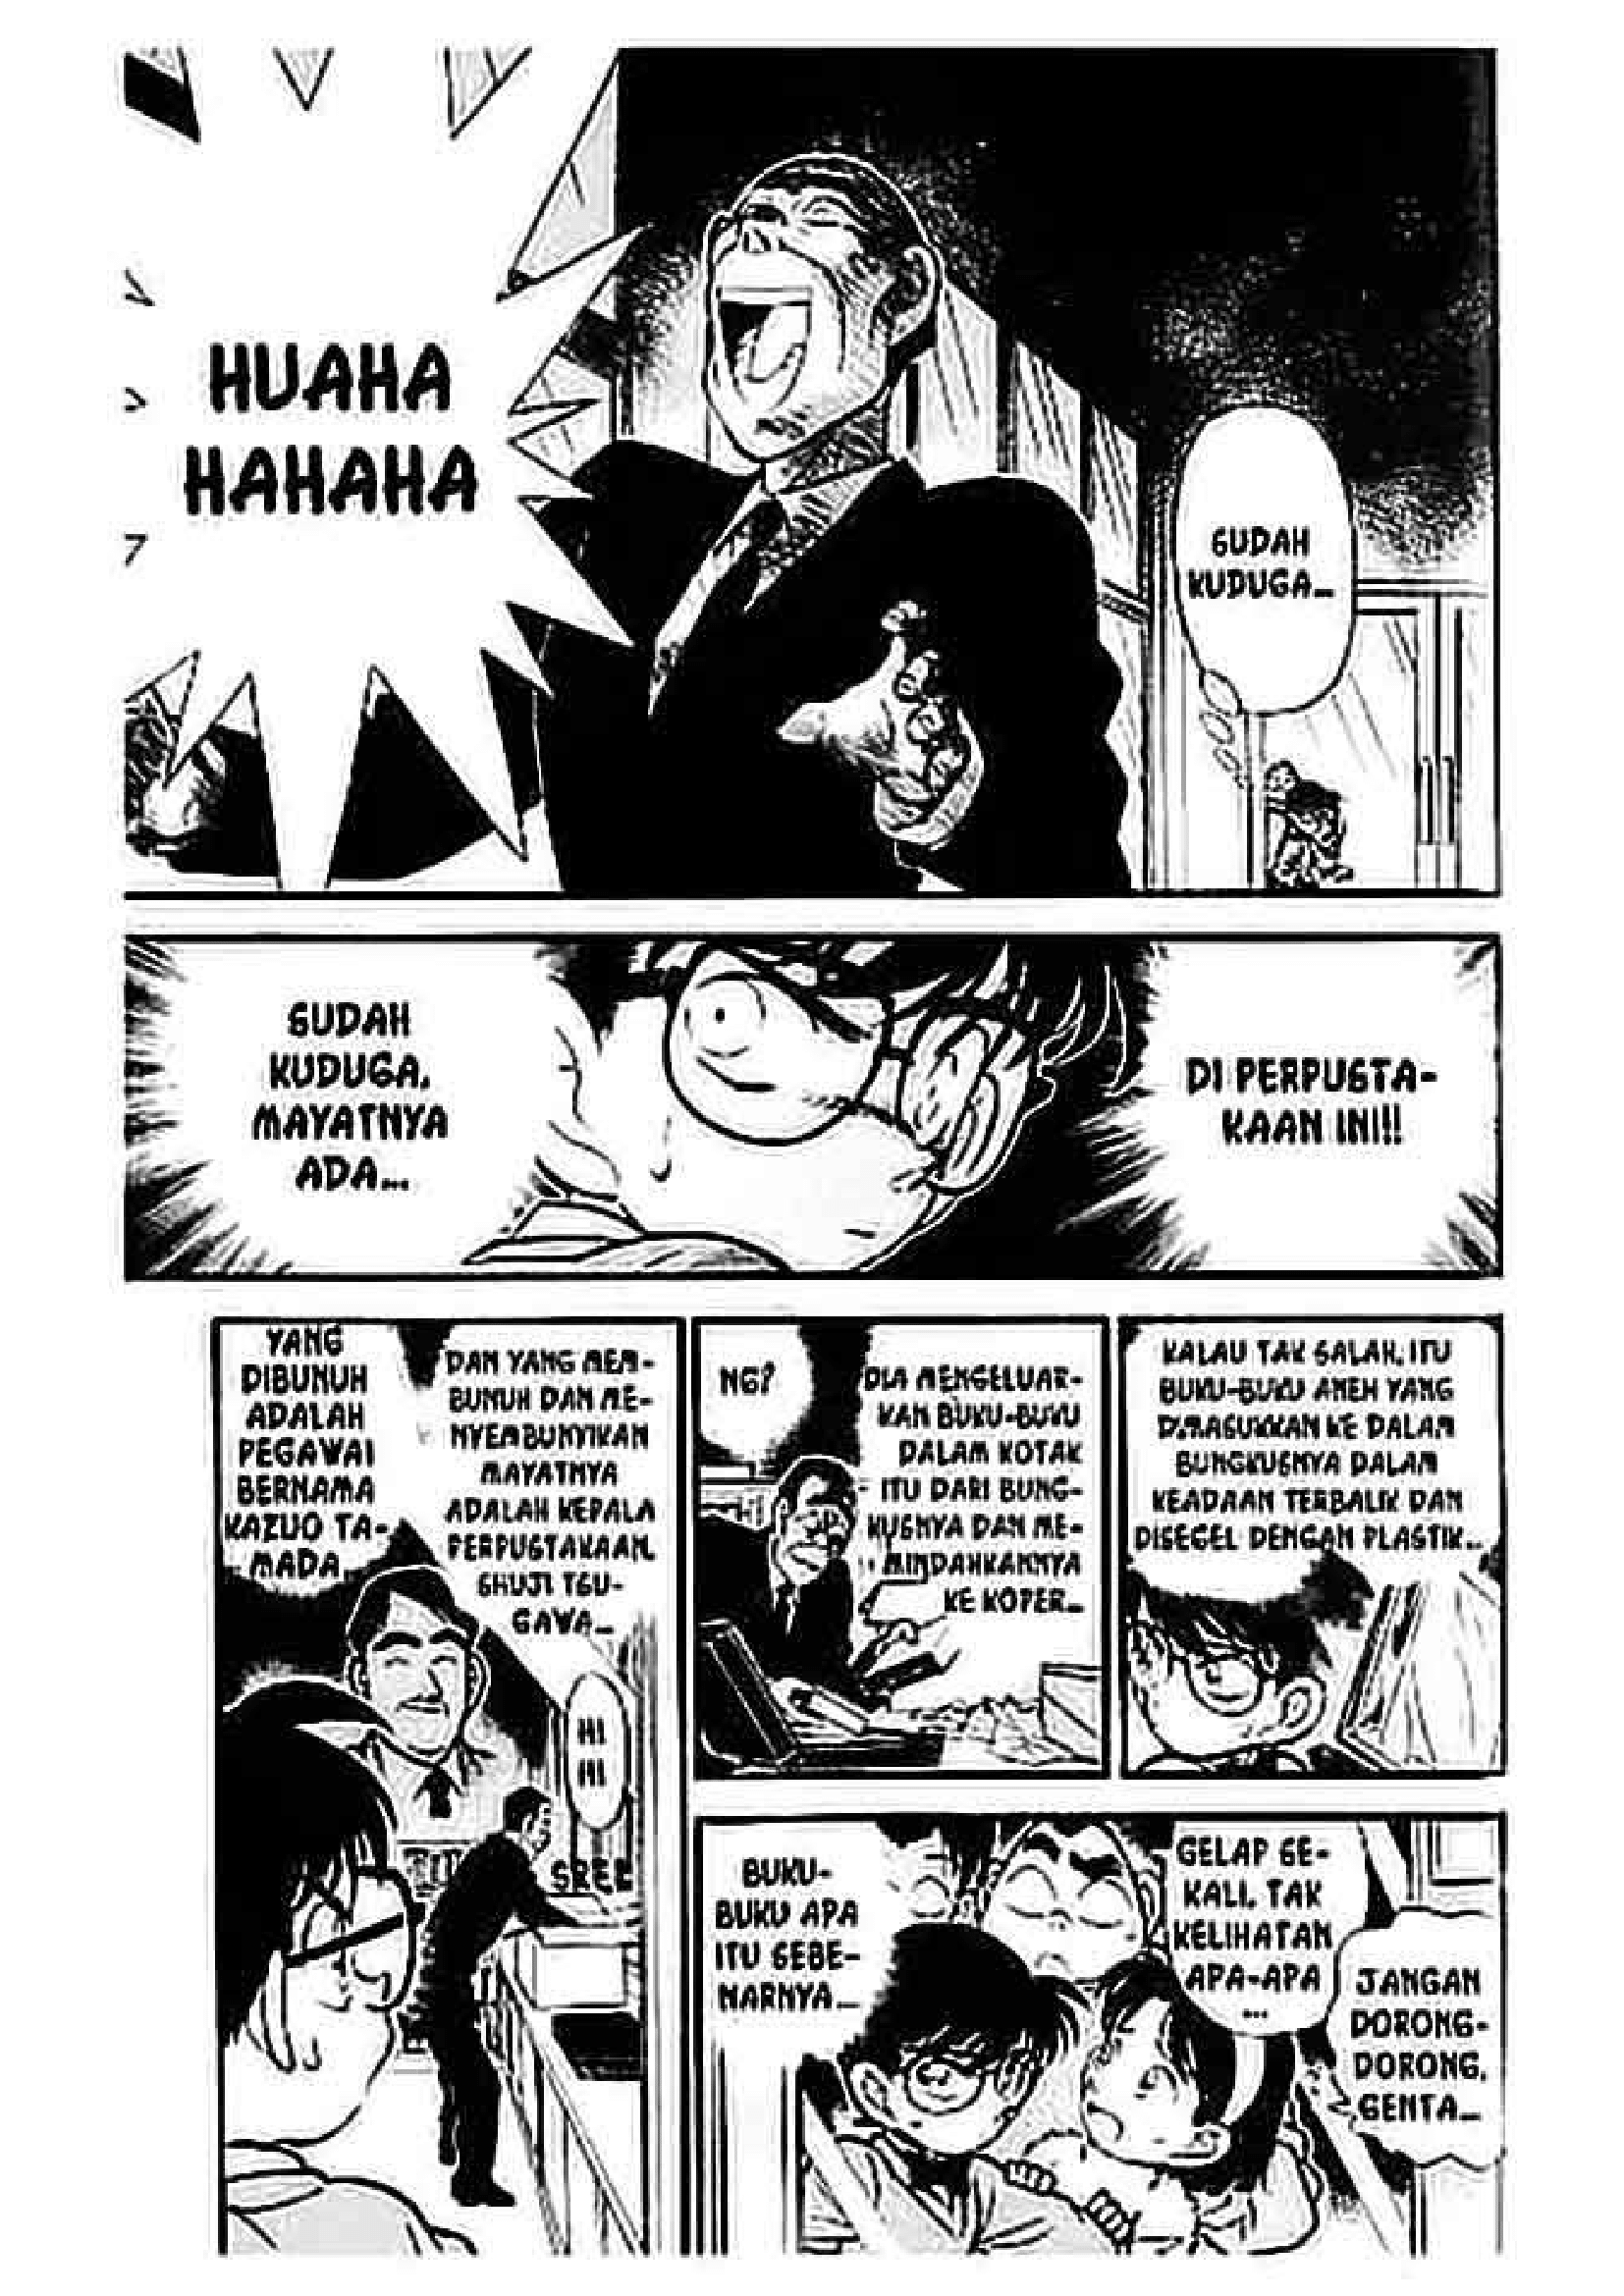 HUAHA
HAHAHA
SUDAH
KUDUGA...
SUDAH
KUDUGA,
MAYATNYA
ADA...
DI PERPUSTA-
KAAN INI!!
YANG
DIBUNUH
ADALAH
PEGAWAI
BERNAMA
KAZUO TA-
MADA.
DAN YANG MEM-
BUNUH DAN ME-
NYEMBUNYIKAN
MAYATNYA
ADALAH KEPALA
PERPUSTAKAAN,
SHUJI TSU-
GAWA...
HI
HI
SREE
NG?
DIA MENGELUAR-
KAN BUKU-BUKU
DALAM KOTAK
ITU DARI BUNG-
KUSNYA DAN ME-
MINDAHKANNYA
KE KOPER...
KALAU TAK SALAH, ITU
BUKU-BUKU ANEH YANG
DIMASUKKAN KE DALAM
BUNGKUSNYA DALAM
KEADAAN TERBALIK DAN
DISEGEL DENGAN PLASTIK...
BUKU-
BUKU APA
ITU SEBE-
NARNYA...
GELAP SE-
KALI. TAK
KELIHATAN
APA-APA
...
JANGAN
DORONG-
DORONG,
GENTA...